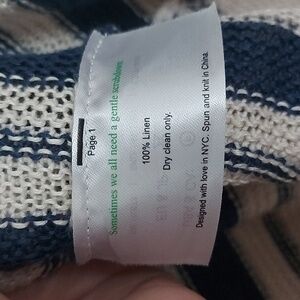 Page 1
Sometimes we all need a gentle scrubdown.
100% Linen
Dry clean only.
Designed with love in NYC. Spun and knit in China.